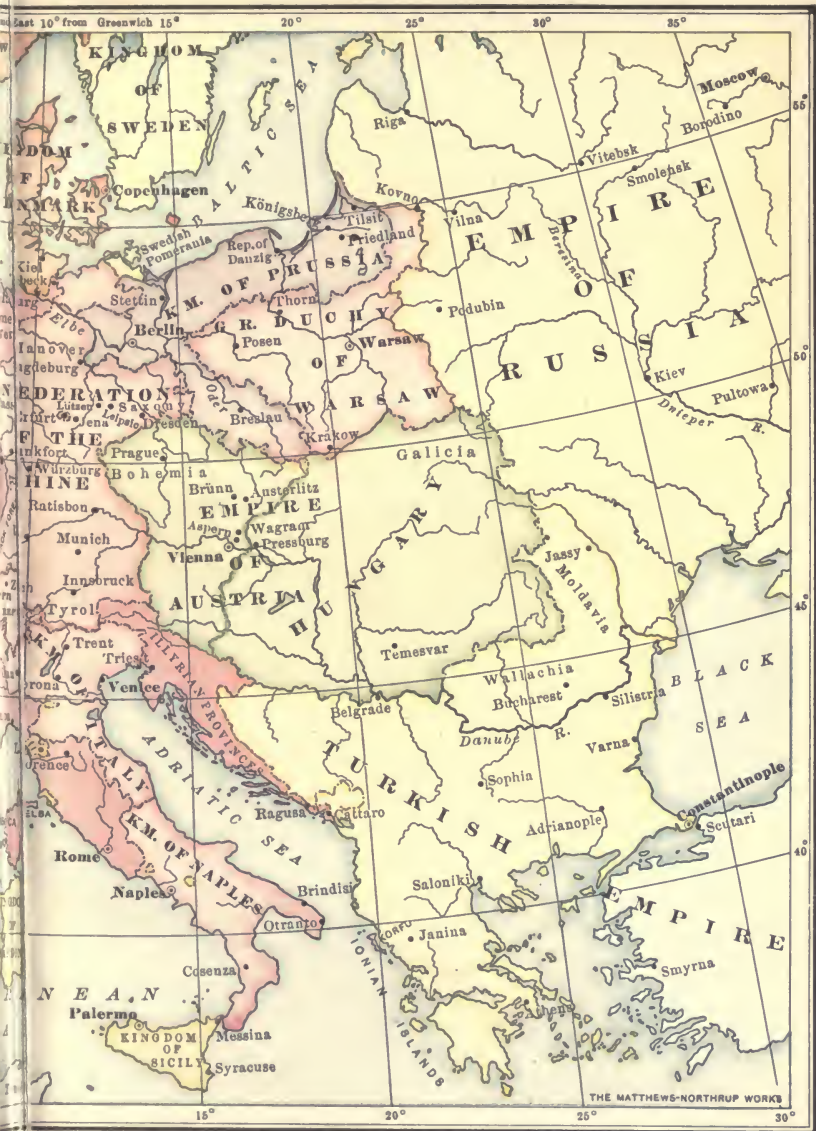 East 10° from Greenwich 15° 20° 25° 30° 35°
KINGDOM
OF
SWEDEN
BALTIC SEA
Moscow
Borodino
55
Riga
Vitebsk
Smolensk
Copenhagen
Kovno
Königsberg
Tilsit
Friedland
Vilna
Beresina
EMPIRE
OF
RUSSIA
Swedish
Pomerania
Rep. of
Danzig
KM. OF PRUSSIA
Kiel
Stettin
Thorn
Podubin
Elbe
Berlin
GR. DUCHY
OF
WARSAW
Posen
Warsaw
50
Hanover
Kiev
Pultowa
Dnieper R.
Oder
Breslau
Lützen
Saxony
Jena
Leipsic
Dresden
Krakow
Galicia
Prague
Bohemia
Würzburg
Brünn
Austerlitz
EMPIRE
OF
AUSTRIA
Ratisbon
Aspern
Wagram
Pressburg
Vienna
Munich
HUNGARY
Jassy
Moldavia
Innsbruck
Tyrol
45
Trent
Triest
Venice
ILLYRIAN PROVINCES
Temesvar
Wallachia
Bucharest
Silistria
BLACK
SEA
Belgrade
Danube R.
Varna
KM. OF
ITALY
ADRIATIC SEA
TURKISH
EMPIRE
Sophia
Constantinople
Scutari
Adrianople
ELBA
Ragusa
Cattaro
40
Rome
KM. OF NAPLES
Naples
Brindisi
Saloniki
Otranto
CORFU
Janina
IONIAN
ISLANDS
Smyrna
Cosenza
Athens
Palermo
Messina
KINGDOM
OF
SICILY
Syracuse
THE MATTHEWS-NORTHRUP WORKS
15° 20° 25° 30°